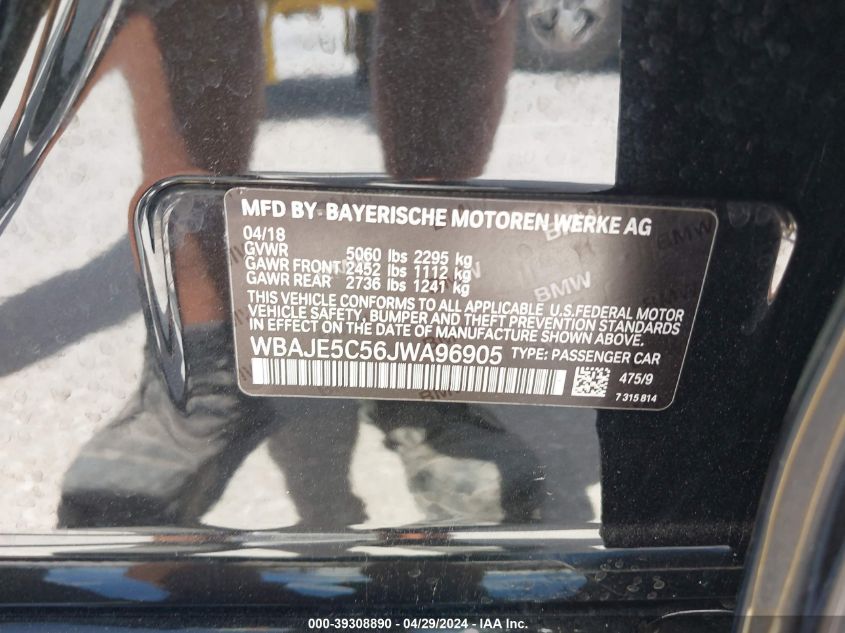 MFD BY BAYERISCHE MOTOREN WERKE AG
04/18
GVWR 5060 lbs 2295 kg
GAWR FRONT 2452 lbs 1112 kg
GAWR REAR 2736 lbs 1241 kg
THIS VEHICLE CONFORMS TO ALL APPLICABLE U.S.FEDERAL MOTOR
VEHICLE SAFETY, BUMPER AND THEFT PREVENTION STANDARDS
IN EFFECT ON THE DATE OF MANUFACTURE SHOWN ABOVE.
WBAJE5C56JWA96905 TYPE: PASSENGER CAR
475/9
7 315 814
BMW
BMW
BMW
000-39308890 - 04/29/2024 - IAA Inc.